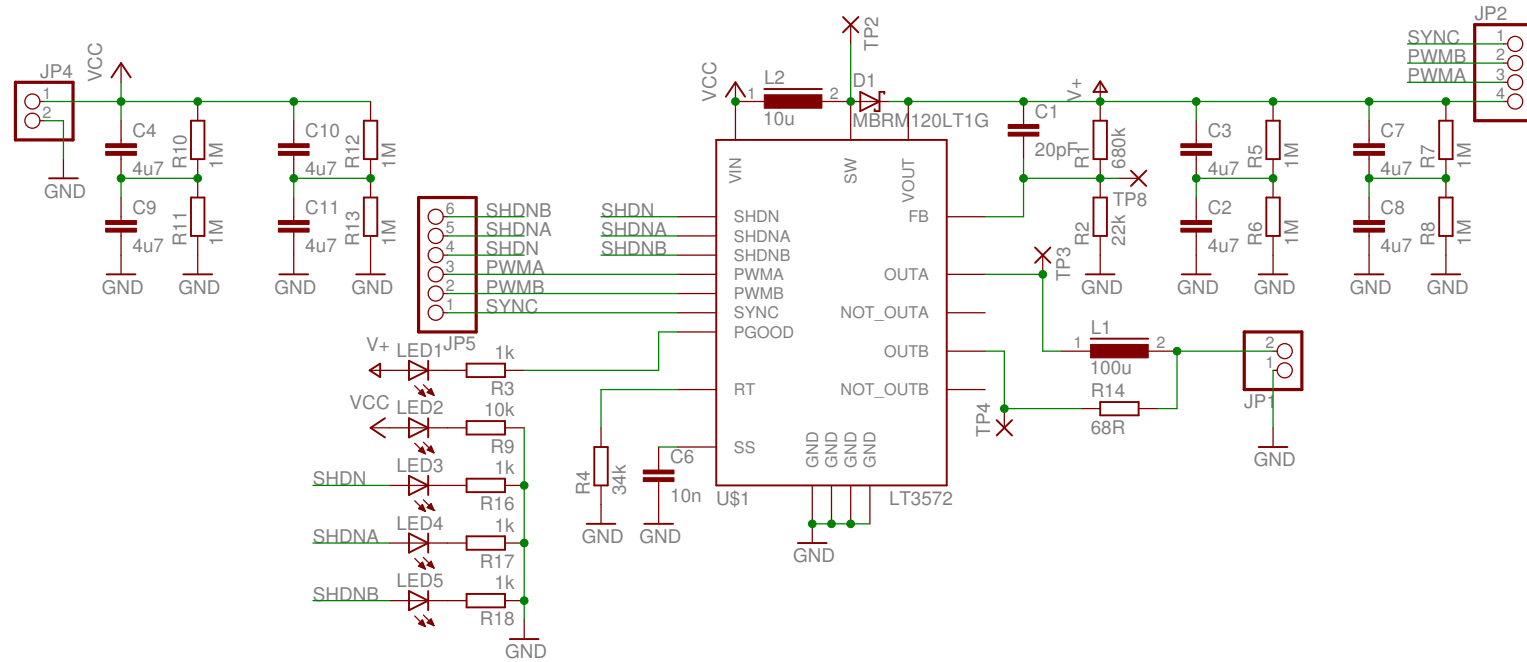 JP4
1
2
VCC
GND
C4
4u7
R10
1M
C10
4u7
R12
1M
C9
4u7
R11
1M
C11
4u7
R13
1M
GND
GND
GND
GND
JP5
6 SHDNB
5 SHDNA
4 SHDN
3 PWMA
2 PWMB
1 SYNC
SHDN
SHDNA
SHDNB
VCC
L2
1
2
10u
TP2
D1
MBRM120LT1G
VIN
SW
VOUT
SHDN
SHDNA
SHDNB
PWMA
PWMB
SYNC
PGOOD
RT
SS
FB
OUTA
NOT_OUTA
OUTB
NOT_OUTB
GND
GND
GND
GND
U$1
LT3572
GND
C1
20pF
V+
R1
680k
TP8
R2
22k
GND
C3
4u7
R5
1M
C2
4u7
R6
1M
GND
GND
C7
4u7
R7
1M
C8
4u7
R8
1M
GND
GND
JP2
SYNC 1
PWMB 2
PWMA 3
4
TP3
L1
1
2
100u
R14
68R
TP4
2
1
JP1
GND
V+
LED1
1k
R3
VCC
LED2
10k
R9
SHDN
LED3
1k
R16
SHDNA
LED4
1k
R17
SHDNB
LED5
1k
R18
GND
R4
34k
GND
C6
10n
GND